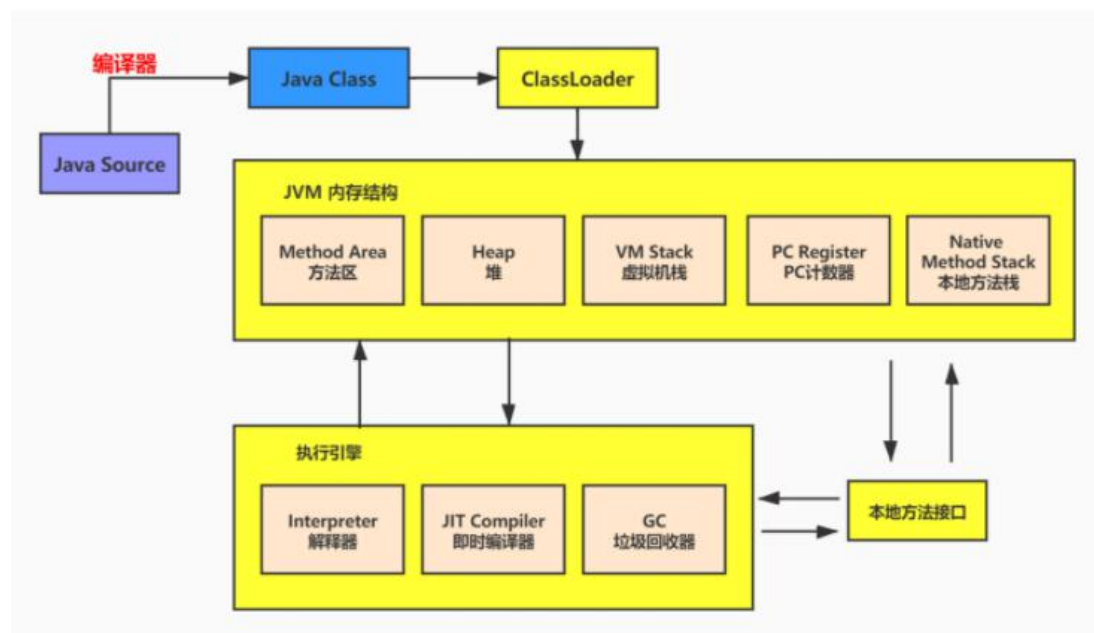 编译器
Java Class
ClassLoader
Java Source
JVM 内存结构
Method Area
方法区
Heap
堆
VM Stack
虚拟机栈
PC Register
PC计数器
Native
Method Stack
本地方法栈
执行引擎
Interpreter
解释器
JIT Compiler
即时编译器
GC
垃圾回收器
本地方法接口